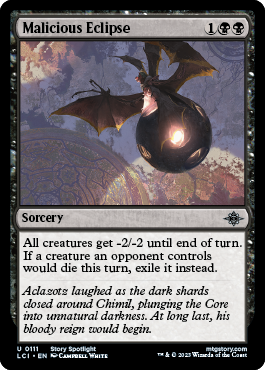 Malicious Eclipse 1
Sorcery
All creatures get -2/-2 until end of turn.
If a creature an opponent controls
would die this turn, exile it instead.
Aclazotz laughed as the dark shards
closed around Chimil, plunging the Core
into unnatural darkness. At long last, his
bloody reign would begin.
U 0111 Story Spotlight mtgstory.com
LCI • EN Campbell White ™ & © 2023 Wizards of the Coast